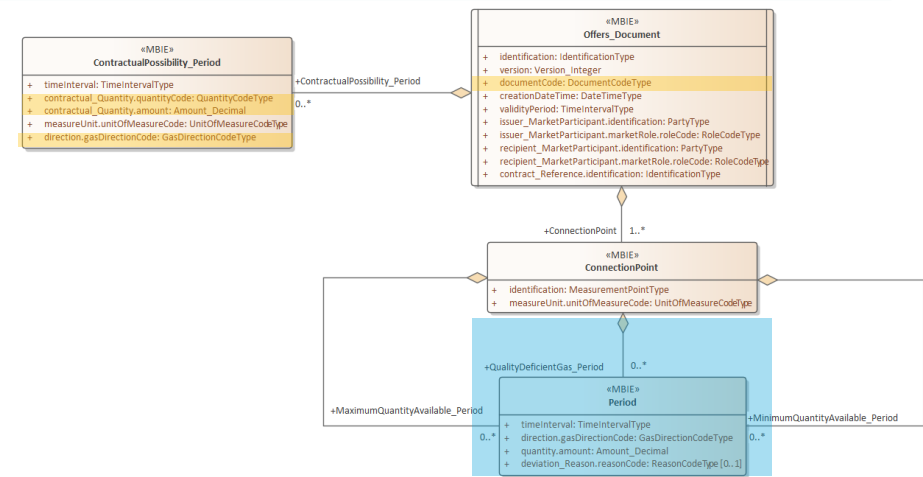 «MBIE»
ContractualPossibility_Period
+ timeInterval: TimeIntervalType
+ contractual_Quantity.quantityCode: QuantityCodeType
+ contractual_Quantity.amount: Amount_Decimal
+ measureUnit.unitOfMeasureCode: UnitOfMeasureCodeType
+ direction.gasDirectionCode: GasDirectionCodeType
+ContractualPossibility_Period
0..*
«MBIE»
Offers_Document
+ identification: IdentificationType
+ version: Version_Integer
+ documentCode: DocumentCodeType
+ creationDateTime: DateTimeType
+ validityPeriod: TimeIntervalType
+ issuer_MarketParticipant.identification: PartyType
+ issuer_MarketParticipant.marketRole.roleCode: RoleCodeType
+ recipient_MarketParticipant.identification: PartyType
+ recipient_MarketParticipant.marketRole.roleCode: RoleCodeType
+ contract_Reference.identification: IdentificationType
+ConnectionPoint 1..*
«MBIE»
ConnectionPoint
+ identification: MeasurementPointType
+ measureUnit.unitOfMeasureCode: UnitOfMeasureCodeType
+QualityDeficientGas_Period 0..*
«MBIE»
Period
+ timeInterval: TimeIntervalType
+ direction.gasDirectionCode: GasDirectionCodeType
+ quantity.amount: Amount_Decimal
+ deviation_Reason.reasonCode: ReasonCodeType [0..1]
+MaximumQuantityAvailable_Period
0..*
+MinimumQuantityAvailable_Period
0..*